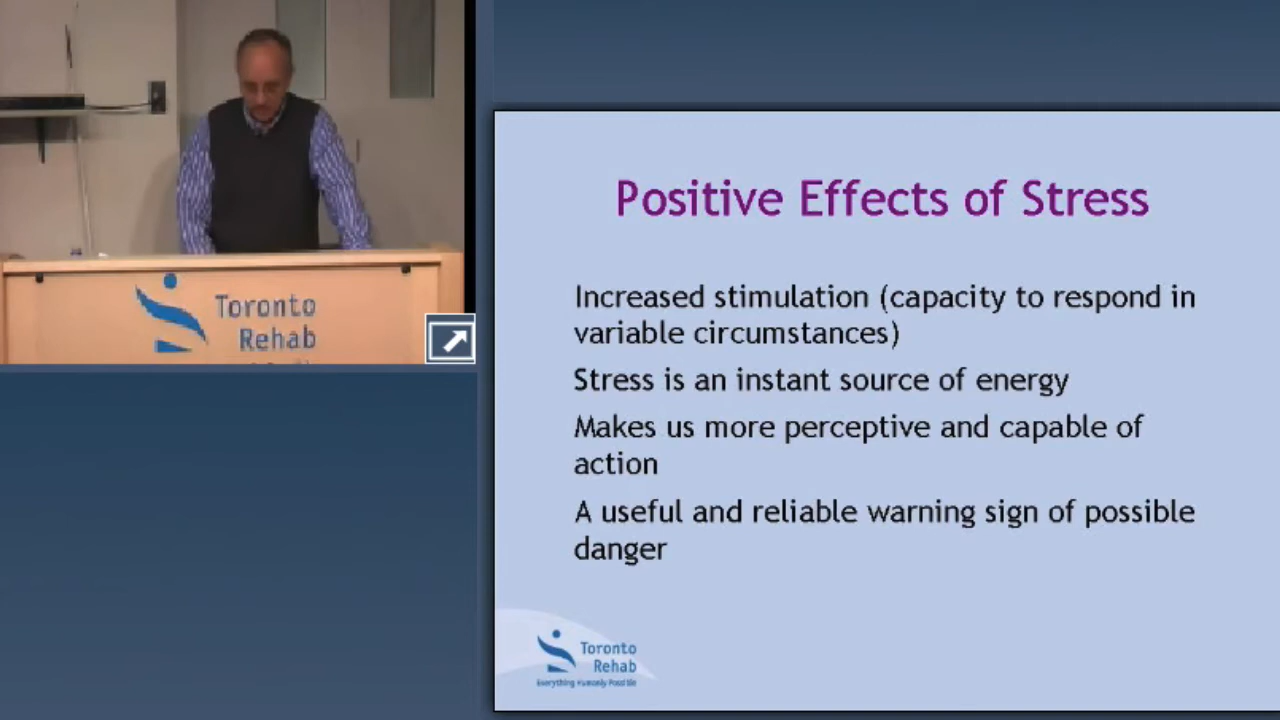 Toronto
Rehab
Positive Effects of Stress
Increased stimulation (capacity to respond in
variable circumstances)
Stress is an instant source of energy
Makes us more perceptive and capable of
action
A useful and reliable warning sign of possible
danger
Toronto
Rehab
Everything Humanly Possible